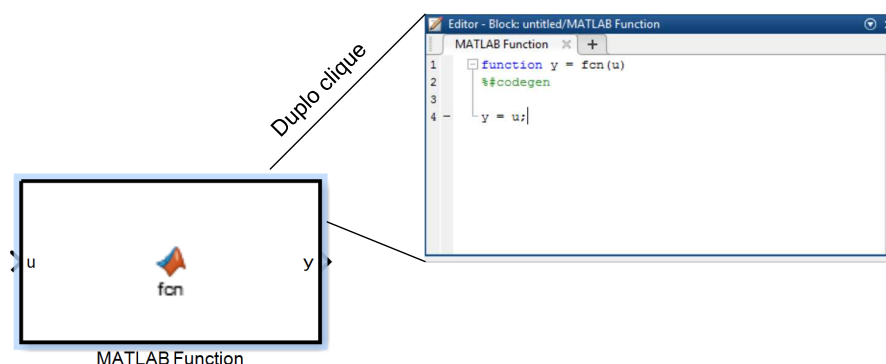 Duplo clique
Editor - Block: untitled/MATLAB Function
MATLAB Function
1 function y = fcn(u)
2 %#codegen
3
4 - y = u;
u
fcn
y
MATLAB Function